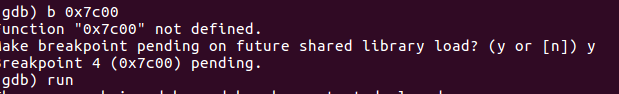 gdb) b 0x7c00
unction "0x7c00" not defined.
ake breakpoint pending on future shared library load? (y or [n]) y
reakpoint 4 (0x7c00) pending.
gdb) run